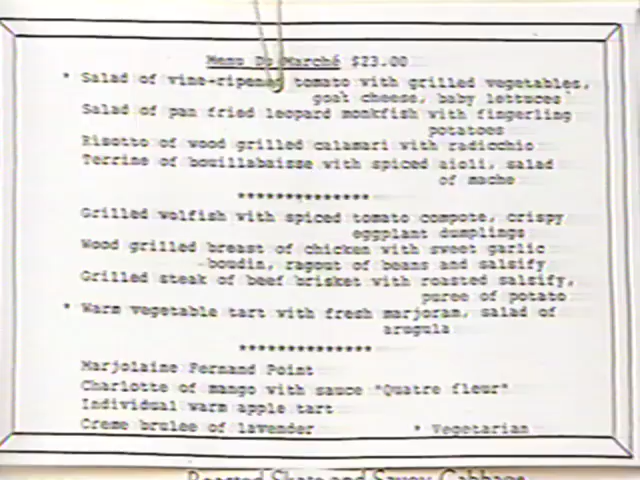 Menu Du Marché $23.00
* Salad of vine-ripened tomato with grilled vegetables,
goat cheese, baby lettuces
Salad of pan fried leopard monkfish with fingerling
potatoes
Risotto of wood grilled calamari with radicchio
Terrine of bouillabaisse with spiced aioli, salad
of mache
**************
Grilled wolfish with spiced tomato compote, crispy
eggplant dumplings
Wood grilled breast of chicken with sweet garlic
boudin, ragout of beans and salsify
Grilled steak of beef brisket with roasted salsify,
puree of potato
* Warm vegetable tart with fresh marjoram, salad of
arugula
**************
Marjolaine Fernand Point
Charlotte of mango with sauce "Quatre fleur"
Individual warm apple tart
Creme brulee of lavender * Vegetarian
Roasted Skate and Savoy Cabbage